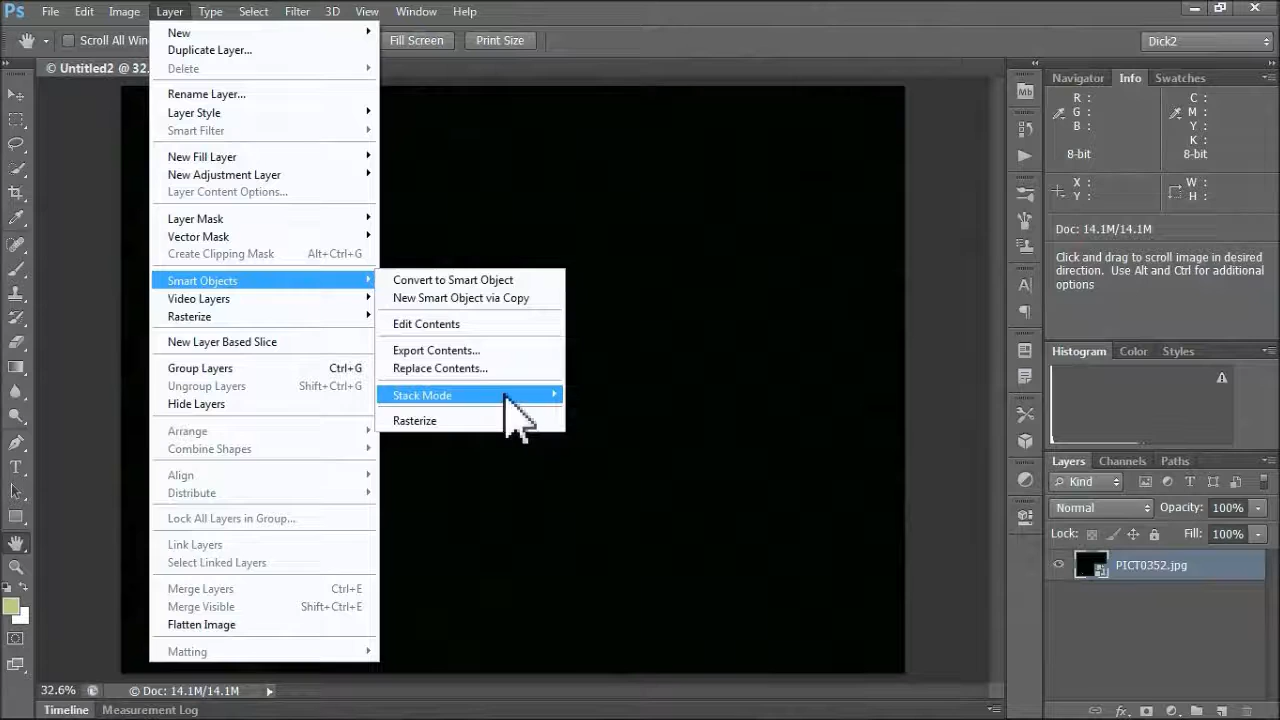 Ps File Edit Image Layer Type Select Filter 3D View Window Help
Scroll All Fill Screen Print Size Dick2
© Untitled2 @ 32.
New
Duplicate Layer...
Delete
Rename Layer...
Layer Style
Smart Filter
New Fill Layer
New Adjustment Layer
Layer Content Options...
Layer Mask
Vector Mask
Create Clipping Mask Alt+Ctrl+G
Smart Objects
Video Layers
Rasterize
New Layer Based Slice
Group Layers Ctrl+G
Ungroup Layers Shift+Ctrl+G
Hide Layers
Arrange
Combine Shapes
Align
Distribute
Lock All Layers in Group...
Link Layers
Select Linked Layers
Merge Layers Ctrl+E
Merge Visible Shift+Ctrl+E
Flatten Image
Matting
Convert to Smart Object
New Smart Object via Copy
Edit Contents
Export Contents...
Replace Contents...
Stack Mode
Rasterize
Navigator Info Swatches
Mb
R : C :
G : M :
B : Y :
K :
8-bit 8-bit
X : W :
Y : H :
Doc: 14.1M/14.1M
Click and drag to scroll image in desired
direction. Use Alt and Ctrl for additional
options
Histogram Color Styles
Layers Channels Paths
Kind
Normal Opacity: 100%
Lock: Fill: 100%
PICT0352.jpg
fx
32.6% © Doc: 14.1M/14.1M
Timeline Measurement Log